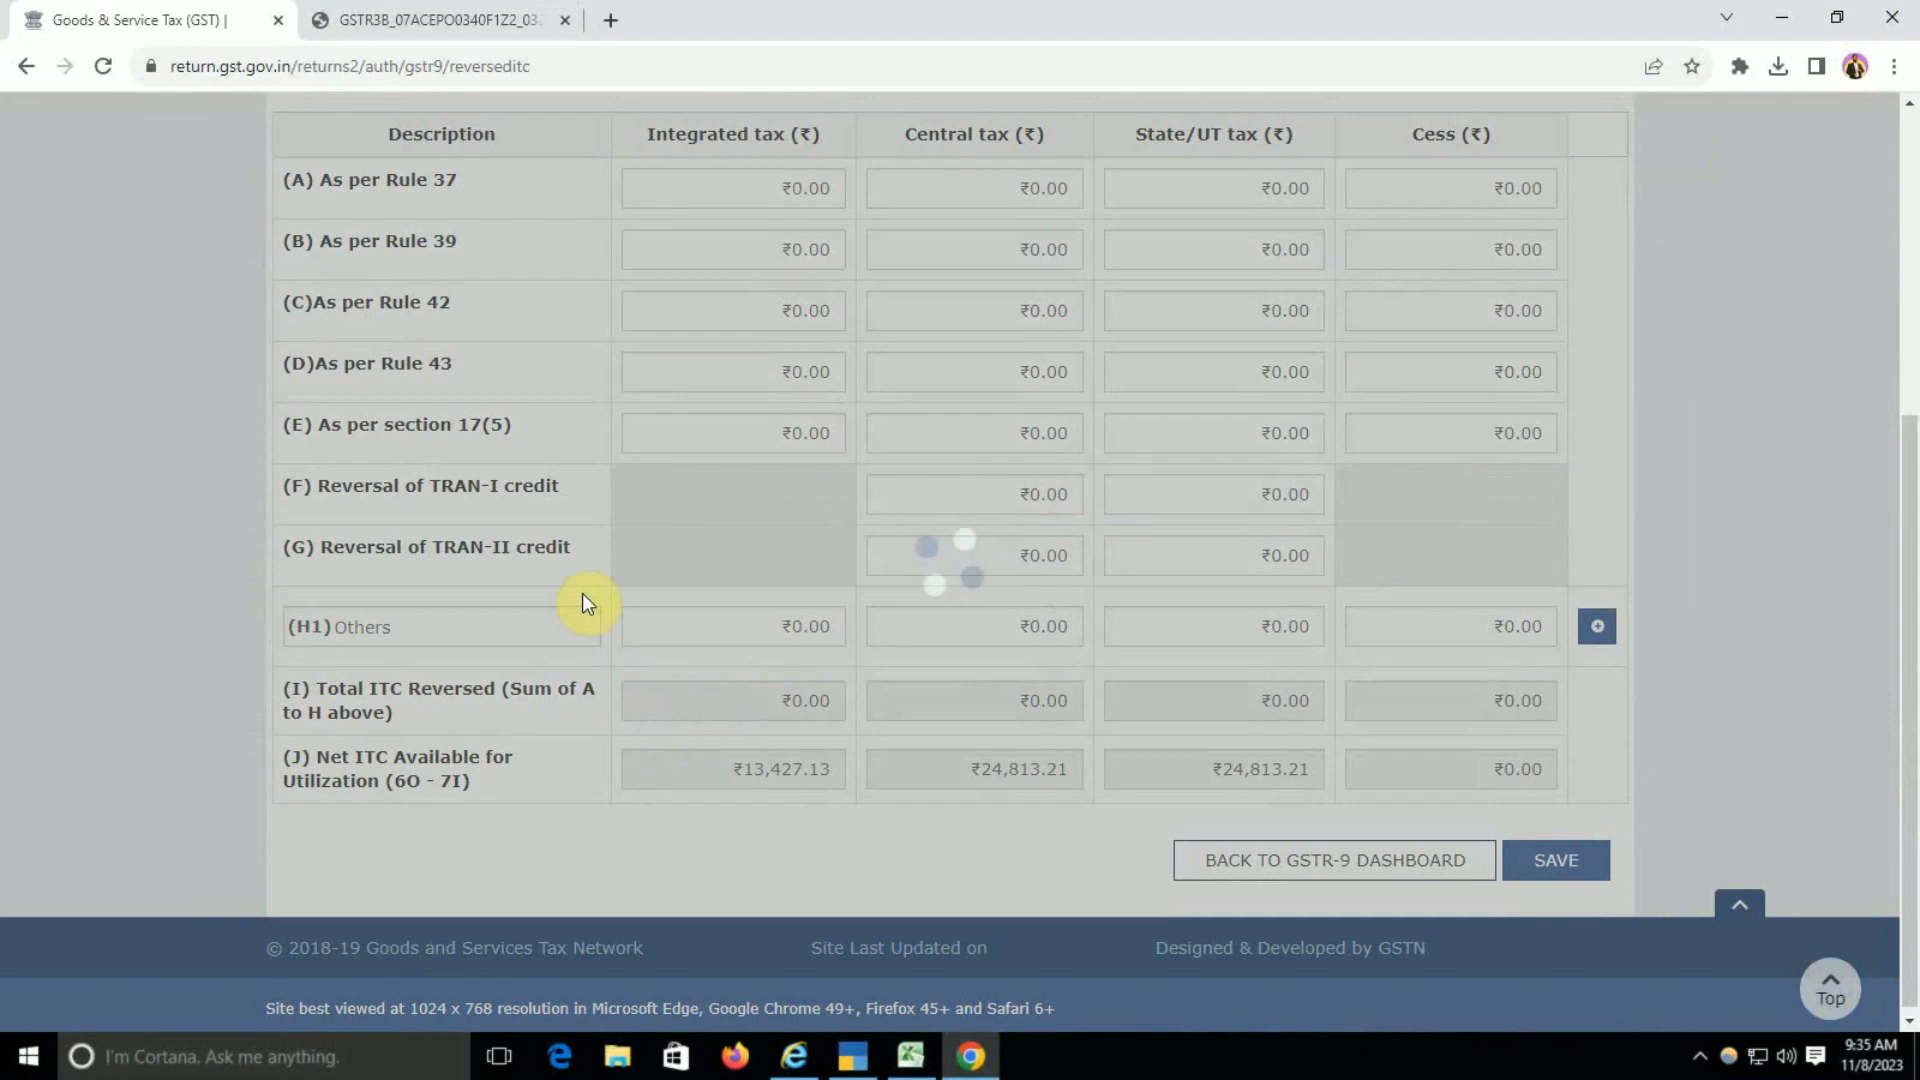 Goods & Service Tax (GST) |
GSTR3B_07ACEPO0340F1Z2_03
return.gst.gov.in/returns2/auth/gstr9/reverseditc
Description Integrated tax (₹) Central tax (₹) State/UT tax (₹) Cess (₹)
(A) As per Rule 37 ₹0.00 ₹0.00 ₹0.00 ₹0.00
(B) As per Rule 39 ₹0.00 ₹0.00 ₹0.00 ₹0.00
(C)As per Rule 42 ₹0.00 ₹0.00 ₹0.00 ₹0.00
(D)As per Rule 43 ₹0.00 ₹0.00 ₹0.00 ₹0.00
(E) As per section 17(5) ₹0.00 ₹0.00 ₹0.00 ₹0.00
(F) Reversal of TRAN-I credit ₹0.00 ₹0.00
(G) Reversal of TRAN-II credit ₹0.00 ₹0.00
(H1) Others ₹0.00 ₹0.00 ₹0.00 ₹0.00
(I) Total ITC Reversed (Sum of A
to H above) ₹0.00 ₹0.00 ₹0.00 ₹0.00
(J) Net ITC Available for
Utilization (6O - 7I) ₹13,427.13 ₹24,813.21 ₹24,813.21 ₹0.00
BACK TO GSTR-9 DASHBOARD SAVE
© 2018-19 Goods and Services Tax Network Site Last Updated on Designed & Developed by GSTN
Top
Site best viewed at 1024 x 768 resolution in Microsoft Edge, Google Chrome 49+, Firefox 45+ and Safari 6+
I'm Cortana. Ask me anything.
9:35 AM
11/8/2023